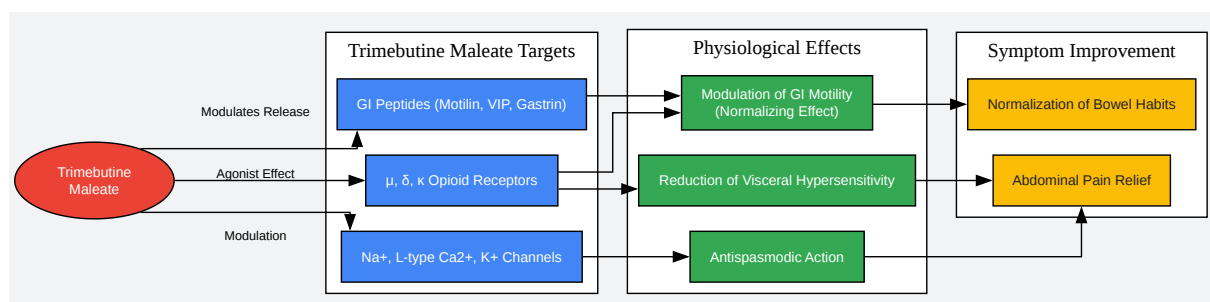 Trimebutine Maleate Targets
Physiological Effects
Symptom Improvement
Modulates Release
GI Peptides (Motilin, VIP, Gastrin)
Modulation of GI Motility
(Normalizing Effect)
Normalization of Bowel Habits
Trimebutine
Maleate
Agonist Effect
μ, δ, κ Opioid Receptors
Reduction of Visceral Hypersensitivity
Abdominal Pain Relief
Modulation
Na+, L-type Ca2+, K+ Channels
Antispasmodic Action